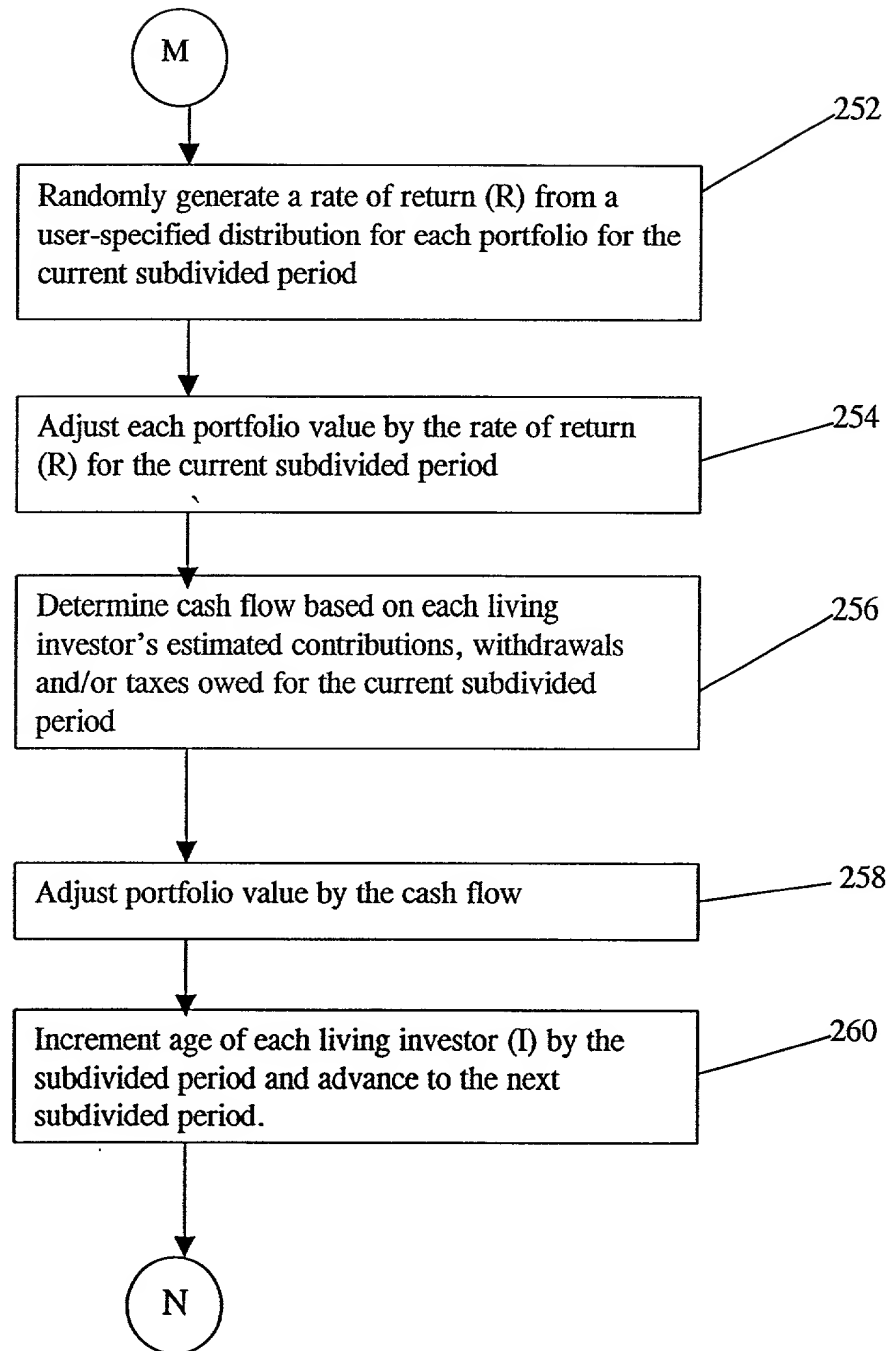 M
252
Randomly generate a rate of return (R) from a
user-specified distribution for each portfolio for the
current subdivided period
254
Adjust each portfolio value by the rate of return
(R) for the current subdivided period
256
Determine cash flow based on each living
investor's estimated contributions, withdrawals
and/or taxes owed for the current subdivided
period
258
Adjust portfolio value by the cash flow
260
Increment age of each living investor (I) by the
subdivided period and advance to the next
subdivided period.
N